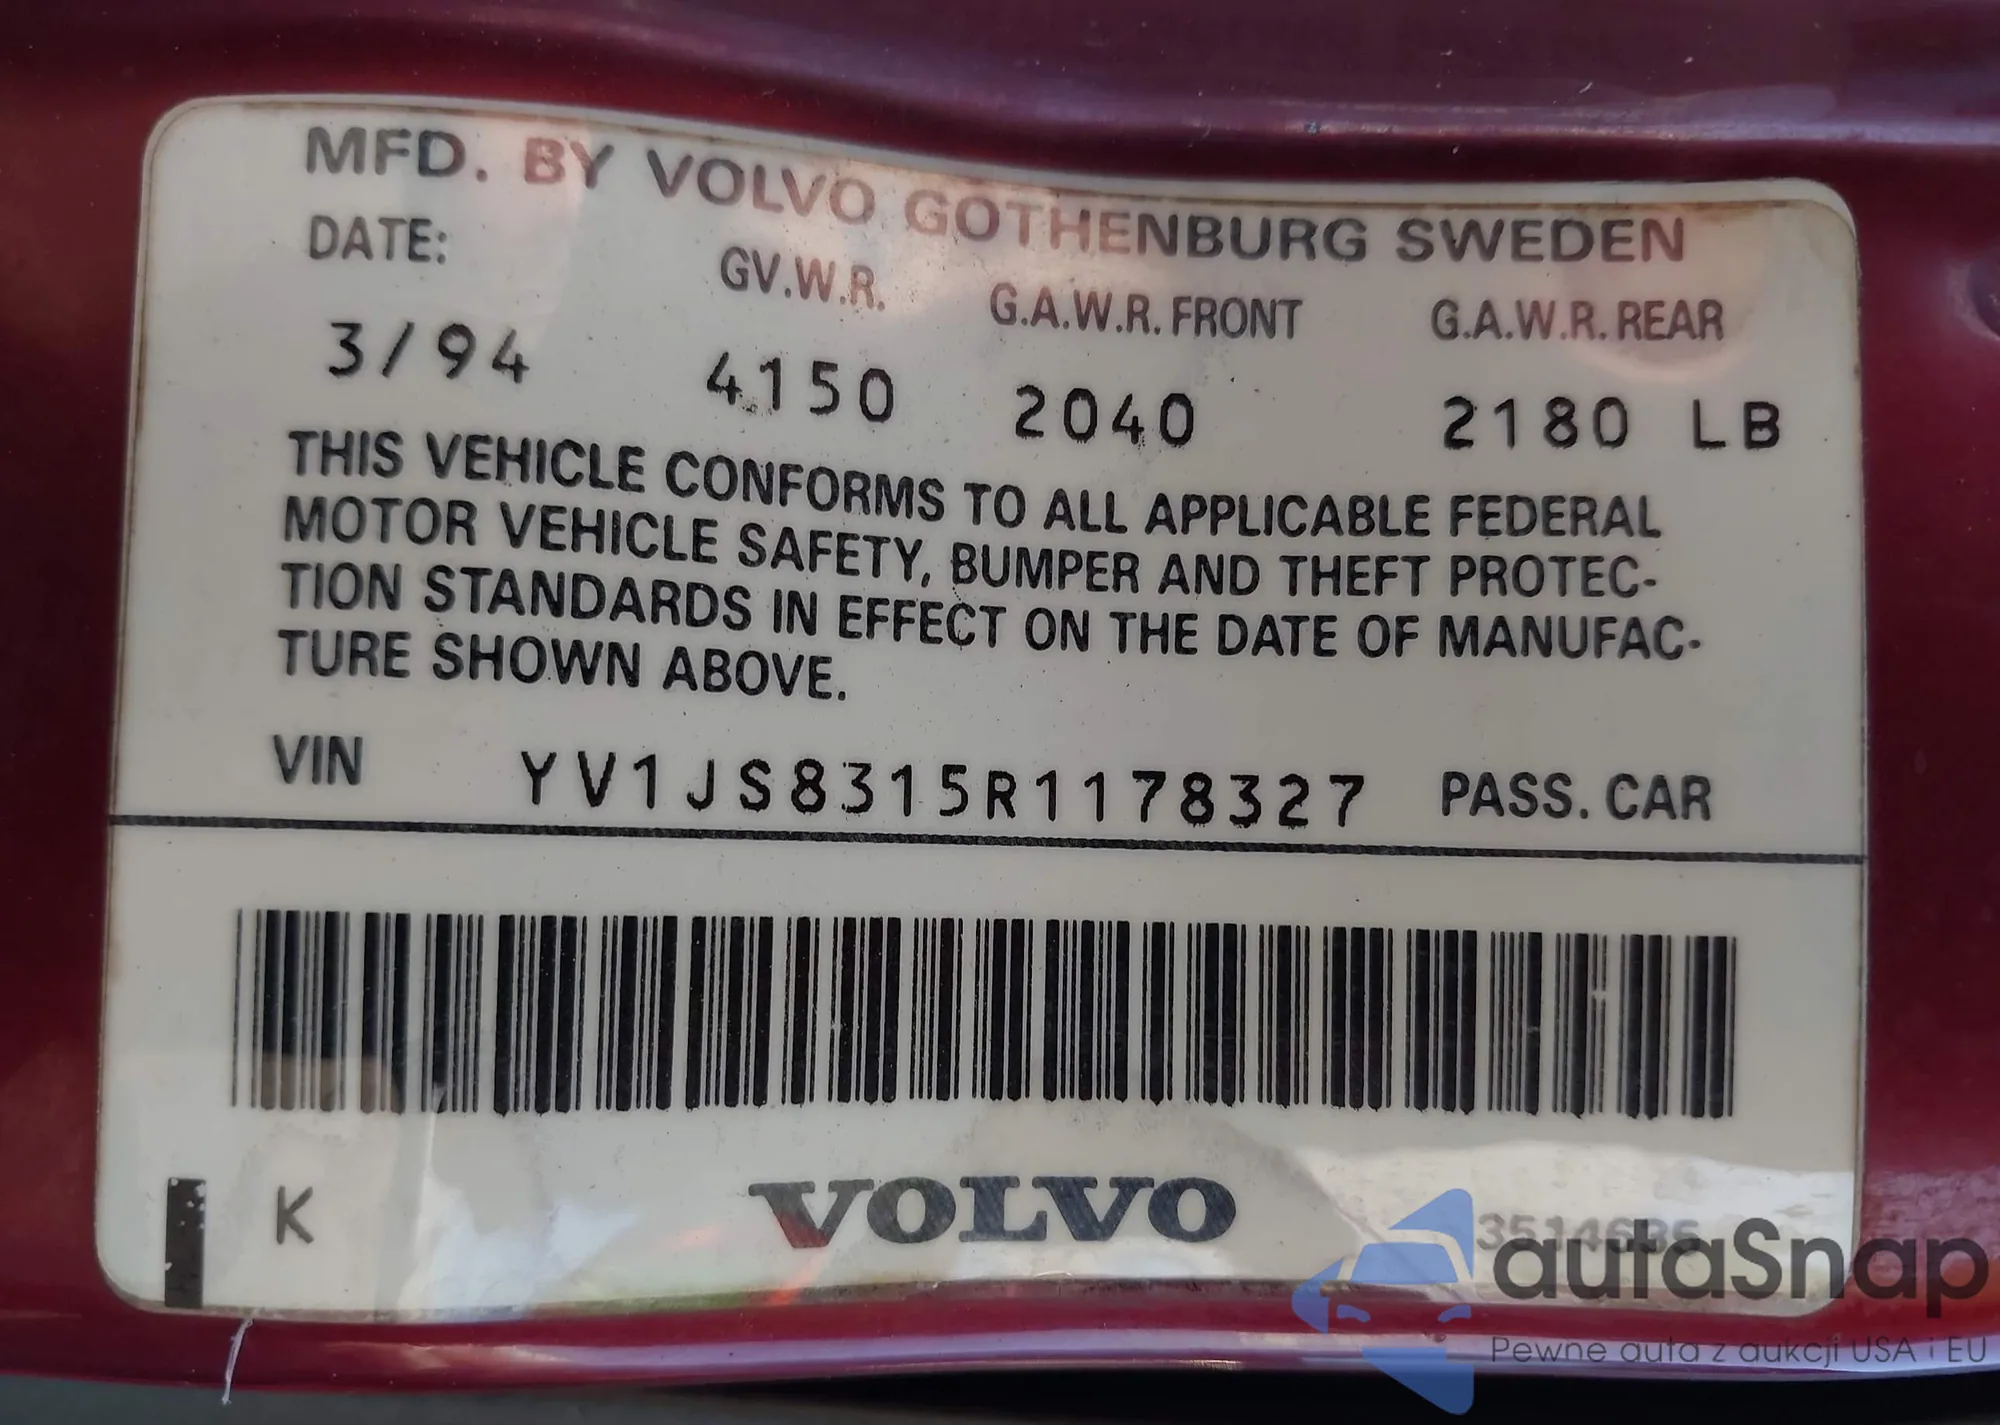 MFD. BY VOLVO GOTHENBURG SWEDEN
DATE: GV.W.R. G.A.W.R. FRONT G.A.W.R. REAR
3/94 4150 2040 2180 LB
THIS VEHICLE CONFORMS TO ALL APPLICABLE FEDERAL
MOTOR VEHICLE SAFETY, BUMPER AND THEFT PROTEC-
TION STANDARDS IN EFFECT ON THE DATE OF MANUFAC-
TURE SHOWN ABOVE.
VIN YV1JS8315R1178327 PASS. CAR
K VOLVO
autaSnap
Pewne auta z aukcji USA i EU